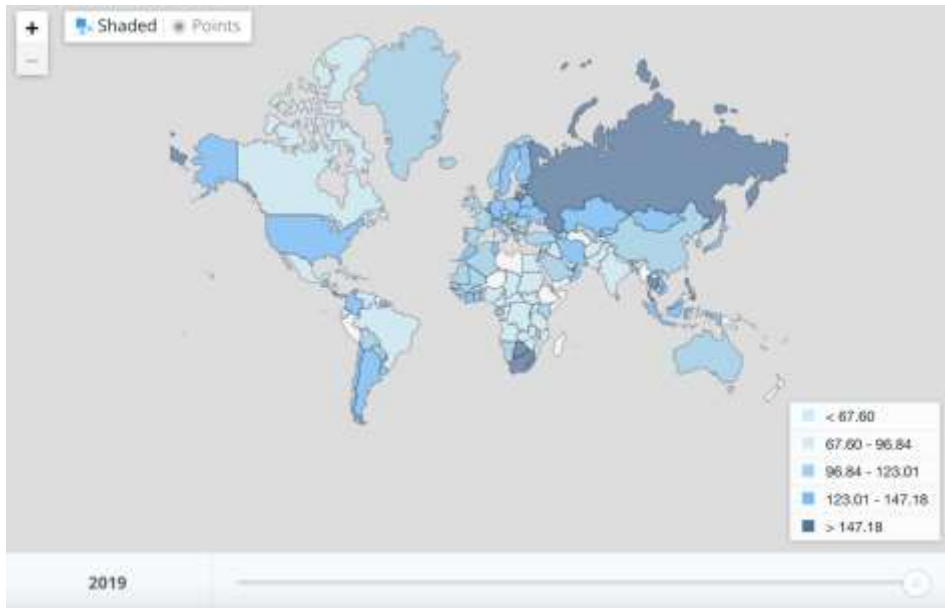 +
Shaded
Points
−
< 67.60
67.60 - 96.84
96.84 - 123.01
123.01 - 147.18
> 147.18
2019